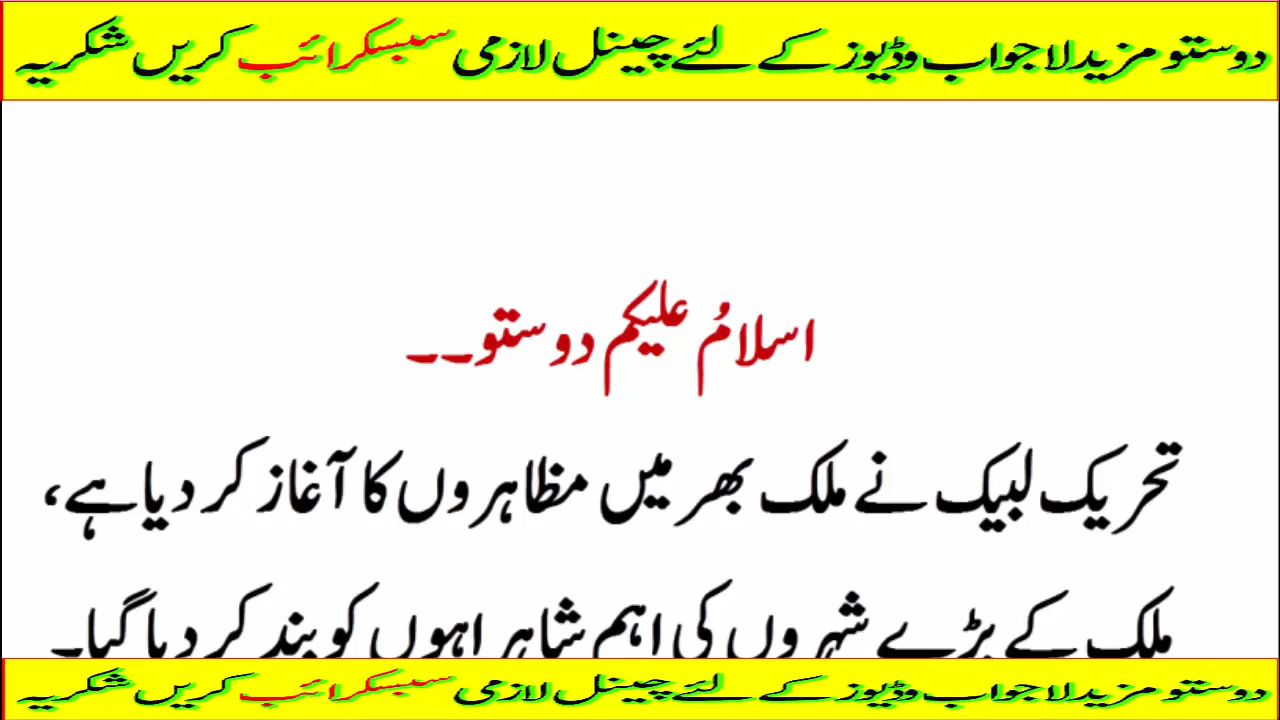 دوستو مزید لاجواب وڈیوز کے لئے چینل لازمی سبسکرائب کریں شکریہ
اسلامُ علیکم دوستو۔۔
تحریک لبیک نے ملک بھر میں مظاہروں کا آغاز کر دیا ہے،
ملک کے بڑے شہروں کی اہم شاہراہوں کو بند کر دیا گیا۔
دوستو مزید لاجواب وڈیوز کے لئے چینل لازمی سبسکرائب کریں شکریہ